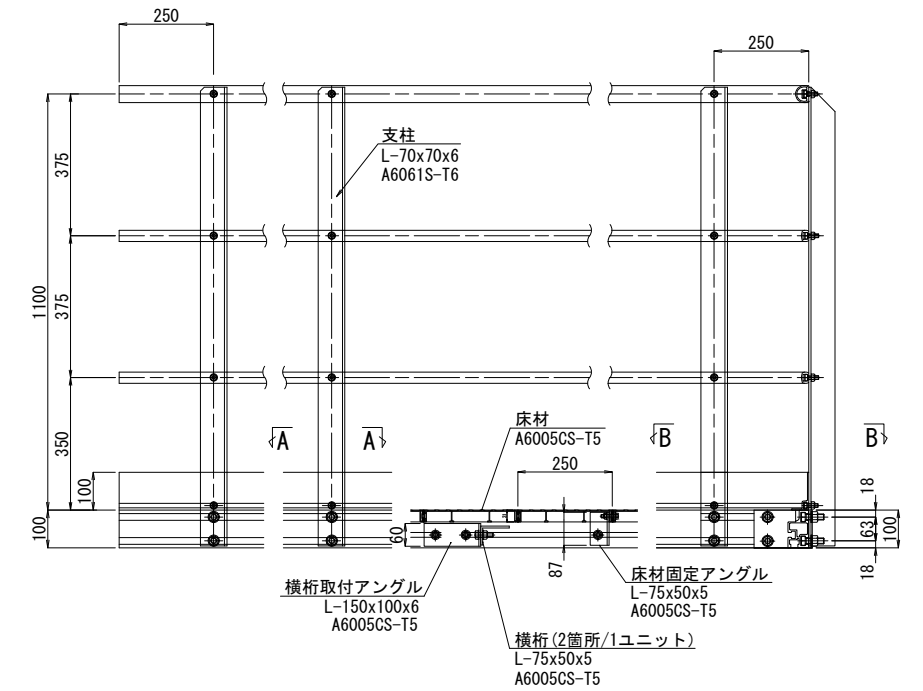 250
250
支柱
L-70x70x6
A6061S-T6
375
1100
375
350
A
A
床材
A6005CS-T5
B
B
250
100
100
60
87
18
63
100
18
横桁取付アングル
L-150x100x6
A6005CS-T5
床材固定アングル
L-75x50x5
A6005CS-T5
横桁(2箇所/1ユニット)
L-75x50x5
A6005CS-T5